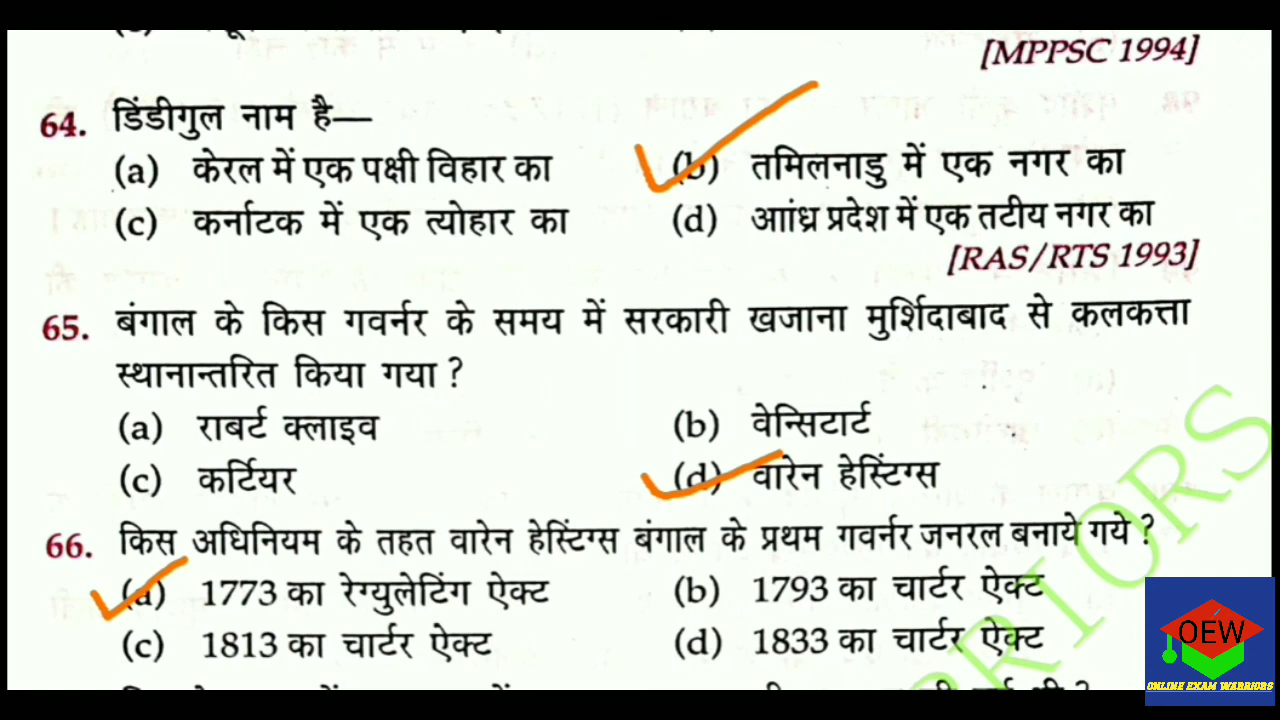 [MPPSC 1994]
64. डिंडीगुल नाम है—
(a) केरल में एक पक्षी विहार का (b) तमिलनाडु में एक नगर का
(c) कर्नाटक में एक त्योहार का (d) आांध्र प्रदेश में एक तटीय नगर का
[RAS/RTS 1993]
65. बंगाल के किस गवर्नर के समय में सरकारी खजाना मुर्शिदाबाद से कलकत्ता
स्थानान्तरित किया गया ?
(a) राबर्ट क्लाइव (b) वेन्सिटार्ट
(c) कर्टियर (d) वारेन हेस्टिंग्स
66. किस अधिनियम के तहत वारेन हेस्टिंग्स बंगाल के प्रथम गवर्नर जनरल बनाये गये ?
(a) 1773 का रेग्युलेटिंग ऐक्ट (b) 1793 का चार्टर ऐक्ट
(c) 1813 का चार्टर ऐक्ट (d) 1833 का चार्टर ऐक्ट
RIORS
OEW
ONLINE EXAM WARRIORS